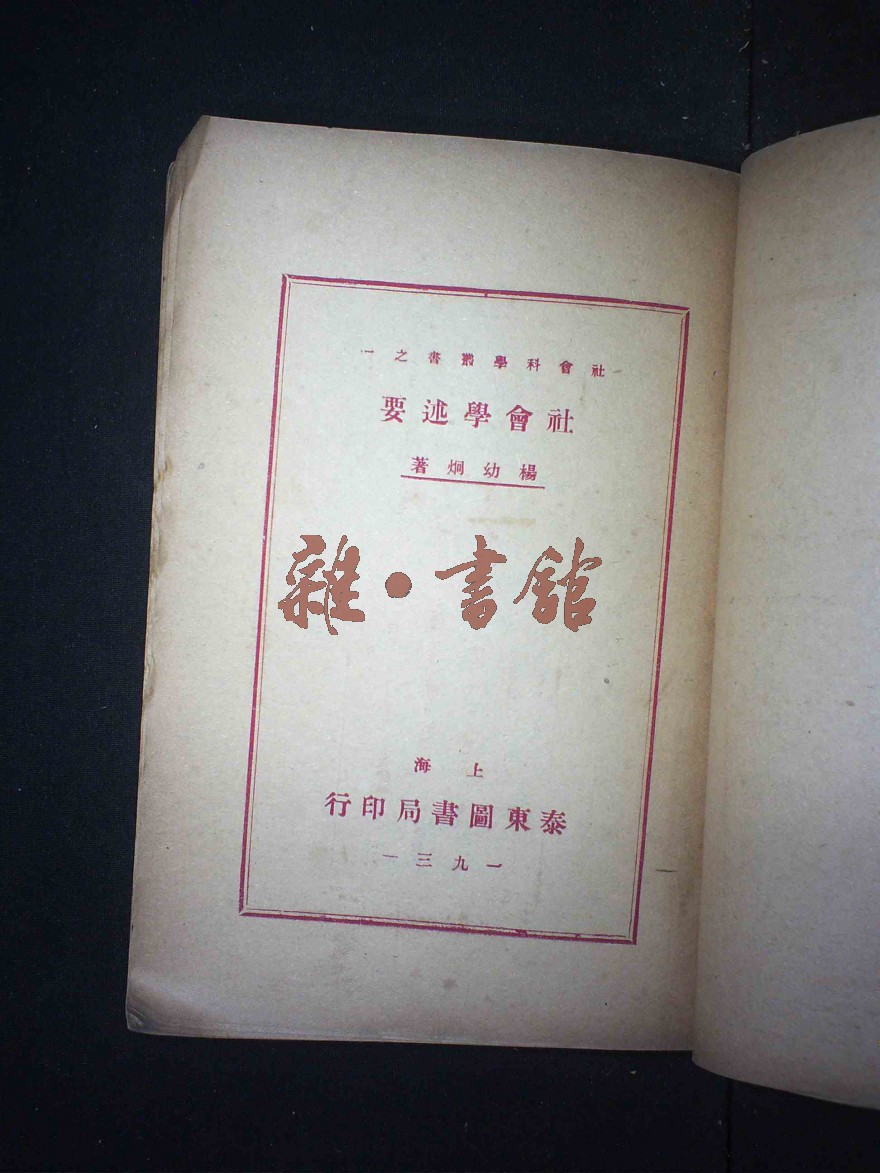 社會科學叢書之一
社會學述要
楊幼炯著
雜·書館
上海
泰東圖書局印行
一九三一